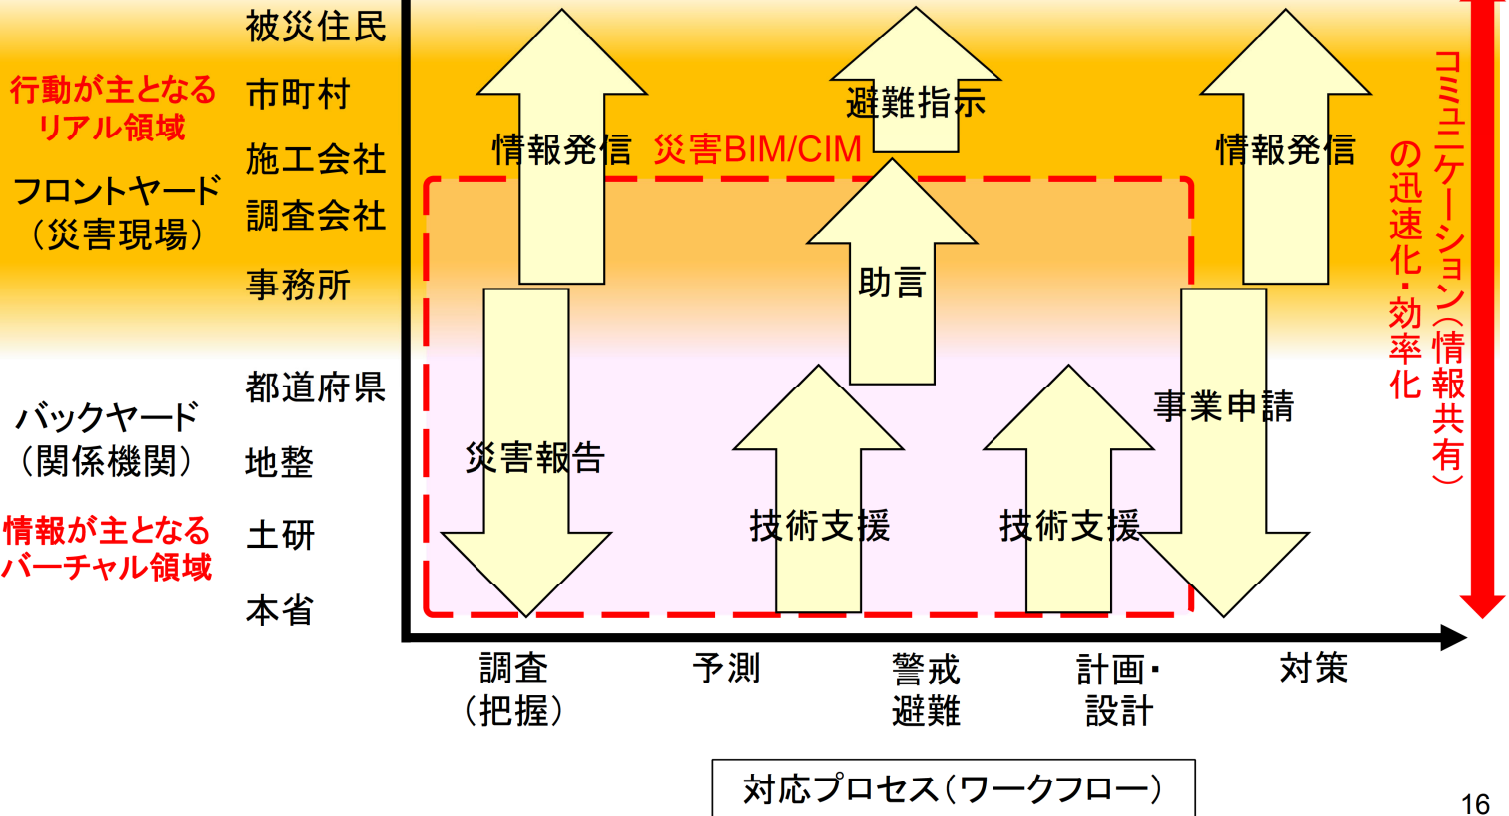 被災住民
市町村
施工会社
調査会社
事務所
都道府県
地整
土研
本省
行動が主となる
リアル領域
フロントヤード
（災害現場）
バックヤード
（関係機関）
情報が主となる
バーチャル領域
情報発信
災害BIM/CIM
避難指示
情報発信
助言
災害報告
技術支援
技術支援
事業申請
コミュニケーション（情報共有）
の迅速化・効率化
調査
（把握）
予測
警戒
避難
計画・
設計
対策
対応プロセス（ワークフロー）
16